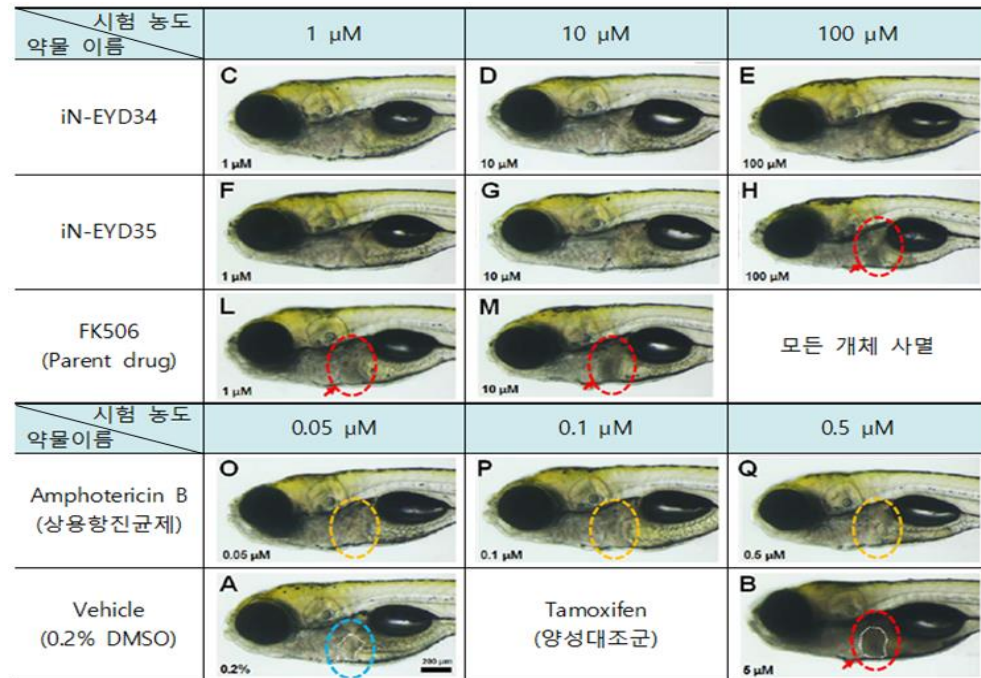 시험 농도
약물 이름
1 µM
10 µM
100 µM
iN-EYD34
C
1 µM
D
10 µM
E
100 µM
iN-EYD35
F
1 µM
G
10 µM
H
100 µM
FK506
(Parent drug)
L
1 µM
M
10 µM
모든 개체 사멸
시험 농도
약물이름
0.05 µM
0.1 µM
0.5 µM
Amphotericin B
(상용항진균제)
O
0.05 µM
P
0.1 µM
Q
0.5 µM
Vehicle
(0.2% DMSO)
A
0.2%
200 µm
Tamoxifen
(양성대조군)
B
5 µM